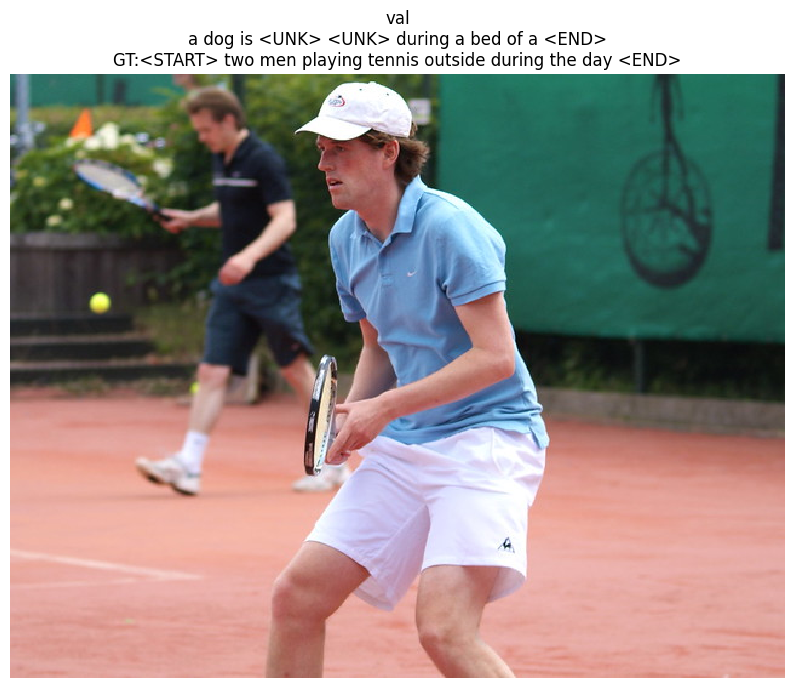 val
a dog is <UNK> <UNK> during a bed of a <END>
GT:<START> two men playing tennis outside during the day <END>